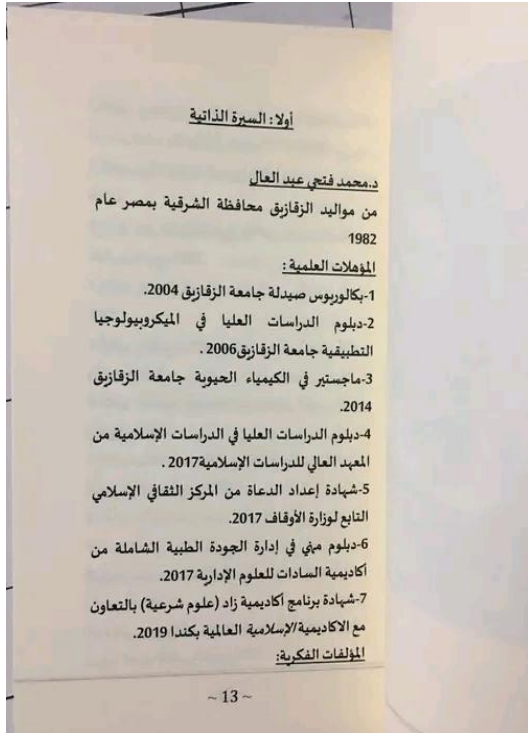 أولا: السيرة الذاتية
د.محمد فتحي عبد العال
من مواليد الزقازيق محافظة الشرقية بمصر عام
1982
المؤهلات العلمية :
1-بكالوريوس صيدلة جامعة الزقازيق 2004.
2-دبلوم الدراسات العليا في الميكروبيولوجيا
التطبيقية جامعة الزقازيق2006 .
3-ماجستير في الكيمياء الحيوية جامعة الزقازيق
2014.
4-دبلوم الدراسات العليا في الدراسات الإسلامية من
المعهد العالي للدراسات الإسلامية2017 .
5-شهادة إعداد الدعاة من المركز الثقافي الإسلامي
التابع لوزارة الأوقاف 2017.
6-دبلوم مهني في إدارة الجودة الطبية الشاملة من
أكاديمية السادات للعلوم الإدارية 2017.
7-شهادة برنامج أكاديمية زاد (علوم شرعية) بالتعاون
مع الاكاديمية الإسلامية العالمية بكندا 2019.
المؤلفات الفكرية:
~ 13 ~